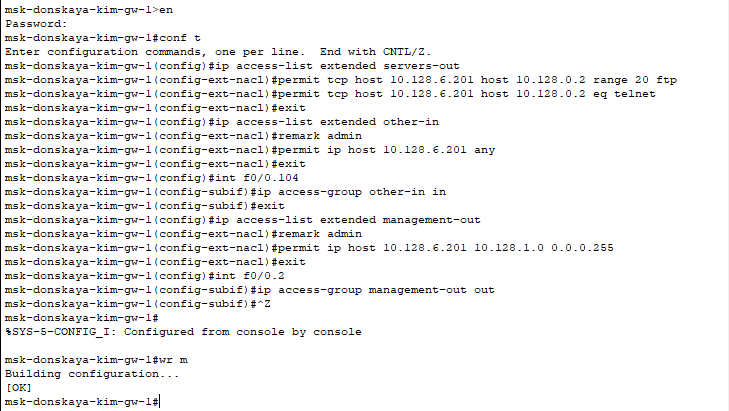 msk-donskaya-kim-gw-1>en
Password:
msk-donskaya-kim-gw-1#conf t
Enter configuration commands, one per line.  End with CNTL/Z.
msk-donskaya-kim-gw-1(config)#ip access-list extended servers-out
msk-donskaya-kim-gw-1(config-ext-nacl)#permit tcp host 10.128.6.201 host 10.128.0.2 range 20 ftp
msk-donskaya-kim-gw-1(config-ext-nacl)#permit tcp host 10.128.6.201 host 10.128.0.2 eq telnet
msk-donskaya-kim-gw-1(config-ext-nacl)#exit
msk-donskaya-kim-gw-1(config)#ip access-list extended other-in
msk-donskaya-kim-gw-1(config-ext-nacl)#remark admin
msk-donskaya-kim-gw-1(config-ext-nacl)#permit ip host 10.128.6.201 any
msk-donskaya-kim-gw-1(config-ext-nacl)#exit
msk-donskaya-kim-gw-1(config)#int f0/0.104
msk-donskaya-kim-gw-1(config-subif)#ip access-group other-in in
msk-donskaya-kim-gw-1(config-subif)#exit
msk-donskaya-kim-gw-1(config)#ip access-list extended management-out
msk-donskaya-kim-gw-1(config-ext-nacl)#remark admin
msk-donskaya-kim-gw-1(config-ext-nacl)#permit ip host 10.128.6.201 10.128.1.0 0.0.0.255
msk-donskaya-kim-gw-1(config-ext-nacl)#exit
msk-donskaya-kim-gw-1(config)#int f0/0.2
msk-donskaya-kim-gw-1(config-subif)#ip access-group management-out out
msk-donskaya-kim-gw-1(config-subif)#^Z
msk-donskaya-kim-gw-1#
%SYS-5-CONFIG_I: Configured from console by console
msk-donskaya-kim-gw-1#wr m
Building configuration...
[OK]
msk-donskaya-kim-gw-1#